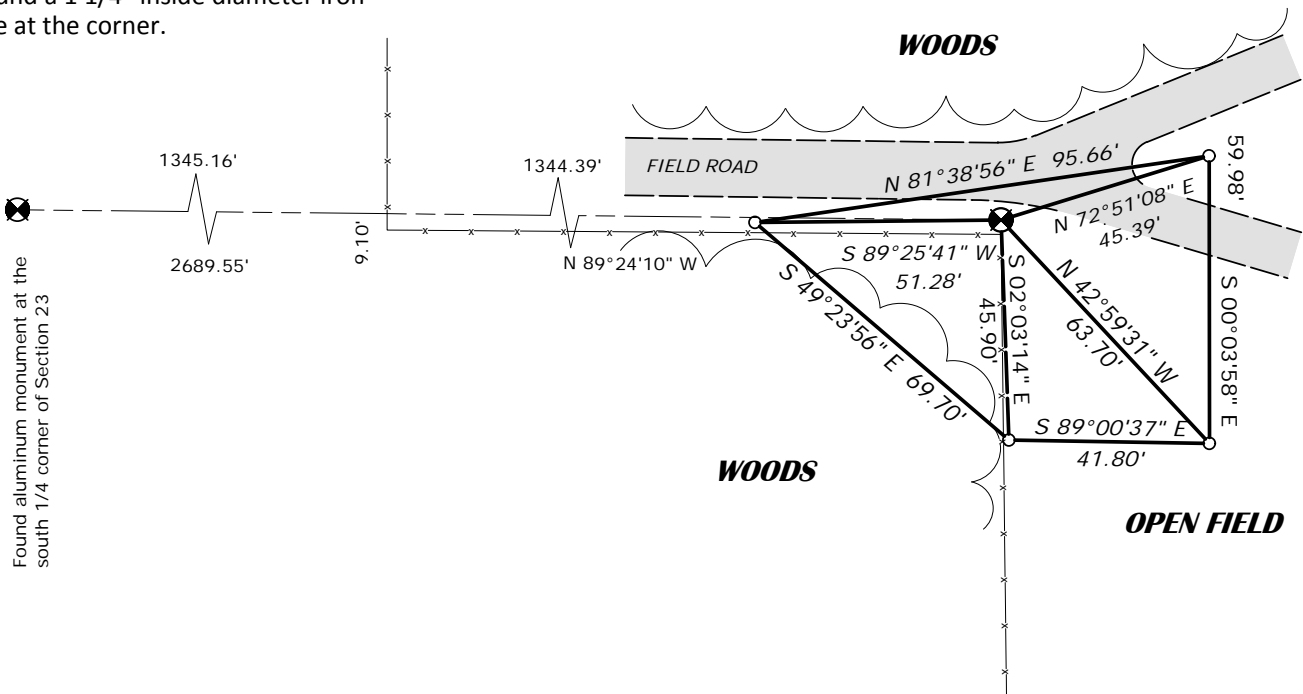 and a 1 1/4" inside diameter iron
e at the corner.
WOODS
1345.16'
1344.39'
FIELD ROAD
N 81°38'56" E 95.66'
59.98'
N 72°51'08" E
45.39'
9.10'
2689.55'
N 89°24'10" W
S 89°25'41" W
51.28'
S 49°23'56" E 69.70'
S 02°03'14" E
45.90'
N 42°59'31" W
63.70'
S 00°03'58" E
S 89°00'37" E
41.80'
WOODS
OPEN FIELD
Found aluminum monument at the
south 1/4 corner of Section 23